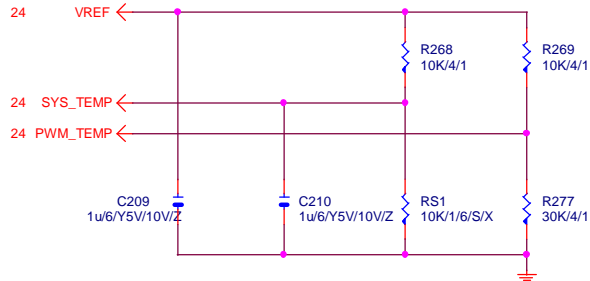 24 VREF
R268
10K/4/1
R269
10K/4/1
24 SYS_TEMP
24 PWM_TEMP
C209
1u/6/Y5V/10V/Z
C210
1u/6/Y5V/10V/Z
RS1
10K/1/6/S/X
R277
30K/4/1